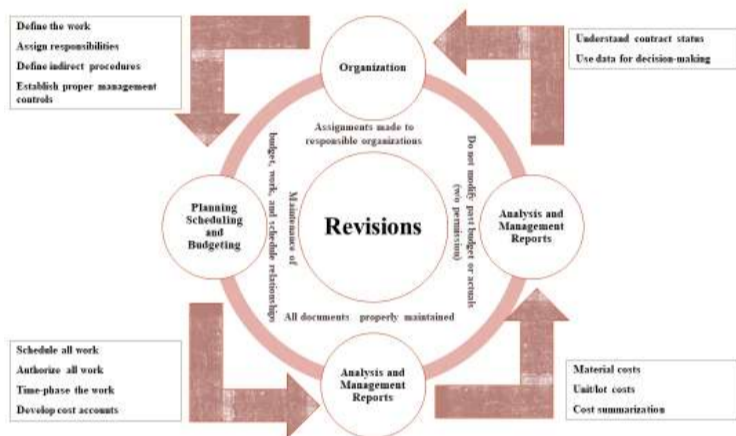 Define the work
Assign responsibilities
Define indirect procedures
Establish proper management
controls
Organization
Understand contract status
Use data for decision-making
Assignments made to
responsible organizations
Planning
Scheduling
and
Budgeting
Maintenance of
budget, work, and schedule relationships
Revisions
Do not modify past budget or actuals
(w/o permission)
Analysis and
Management
Reports
All documents properly maintained
Schedule all work
Authorize all work
Time-phase the work
Develop cost accounts
Analysis and
Management
Reports
Material costs
Unit/lot costs
Cost summarization